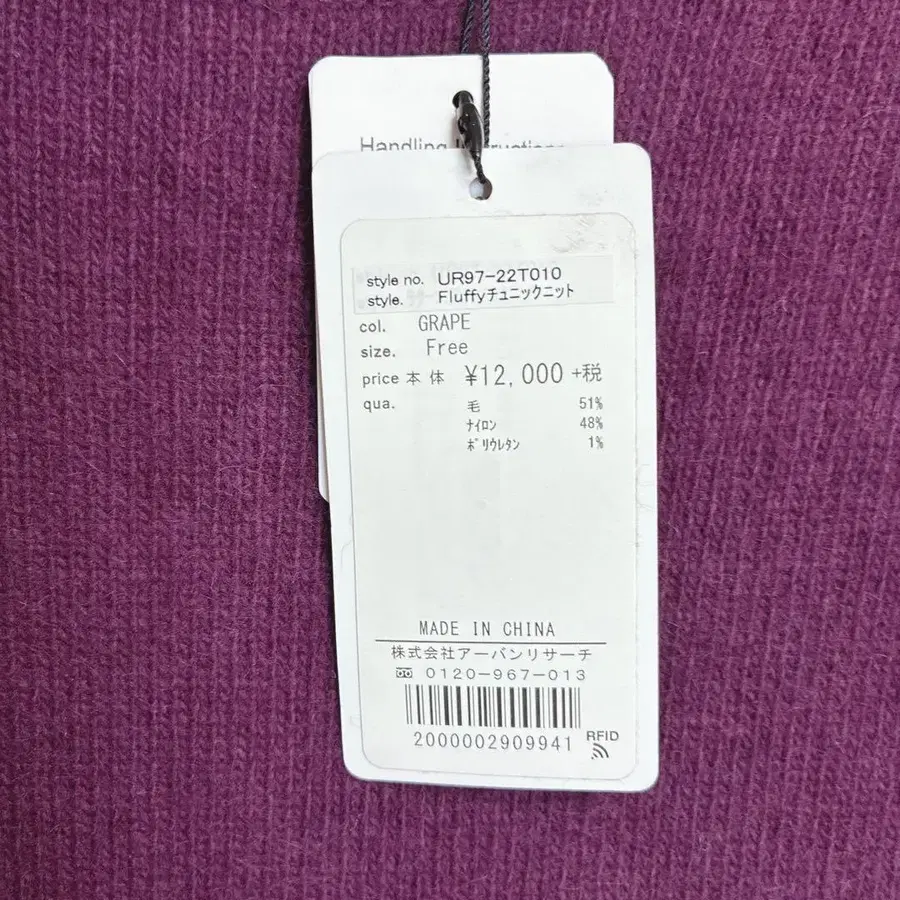 Handling Instructions
style no. UR97-22T010
style. Fluffyチュニックニット
col. GRAPE
size. Free
price 本体 ¥12,000 +税
qua. 毛 51%
ﾅｲﾛﾝ 48%
ﾎﾟﾘｳﾚﾀﾝ 1%
MADE IN CHINA
株式会社アーバンリサーチ
0120-967-013
2000002909941
RFID